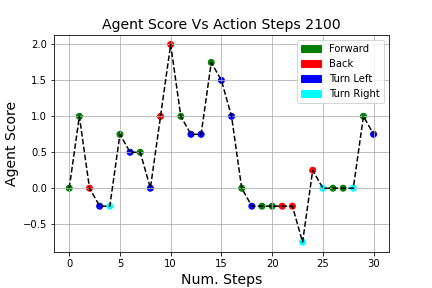 Agent Score Vs Action Steps 2100
Agent Score
2.0
1.5
1.0
0.5
0.0
−0.5
Forward
Back
Turn Left
Turn Right
0 5 10 15 20 25 30
Num. Steps